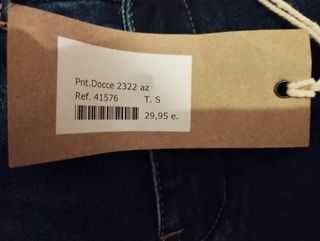 Pnt.Docce 2322 az
Ref. 41576 T. S
29,95 e.